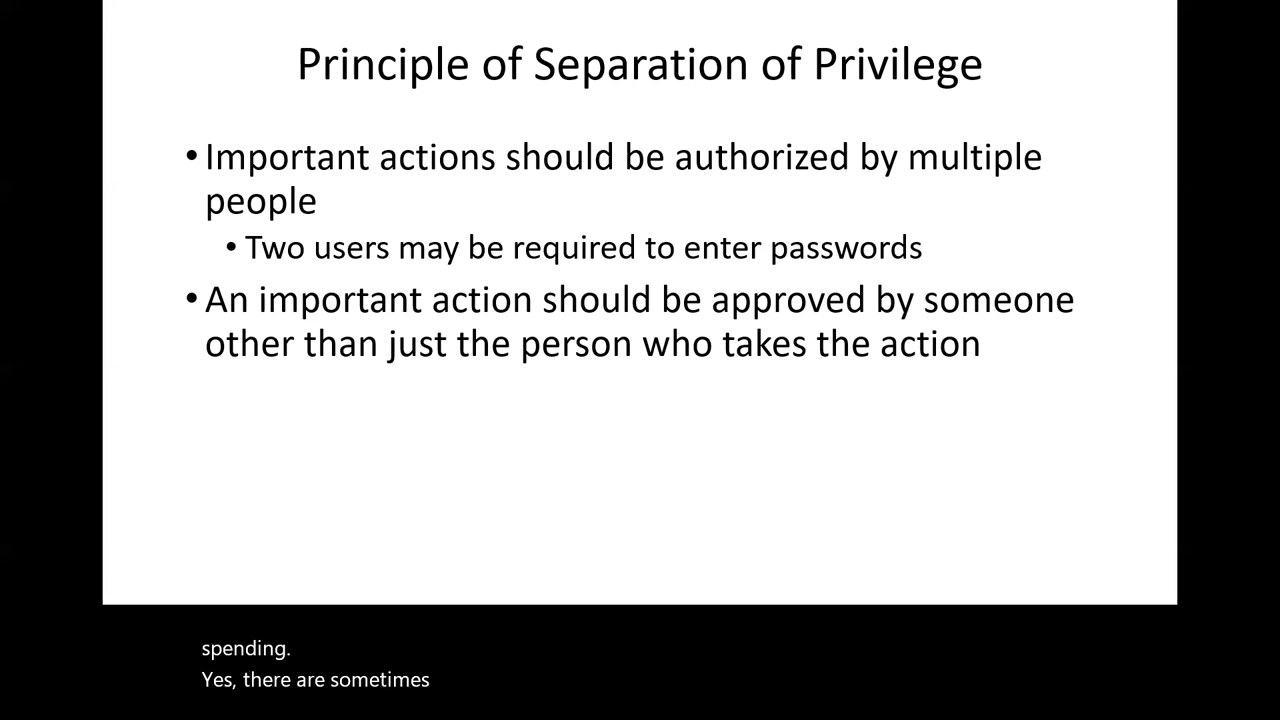 Principle of Separation of Privilege
• Important actions should be authorized by multiple
people
• Two users may be required to enter passwords
• An important action should be approved by someone
other than just the person who takes the action
spending.
Yes, there are sometimes